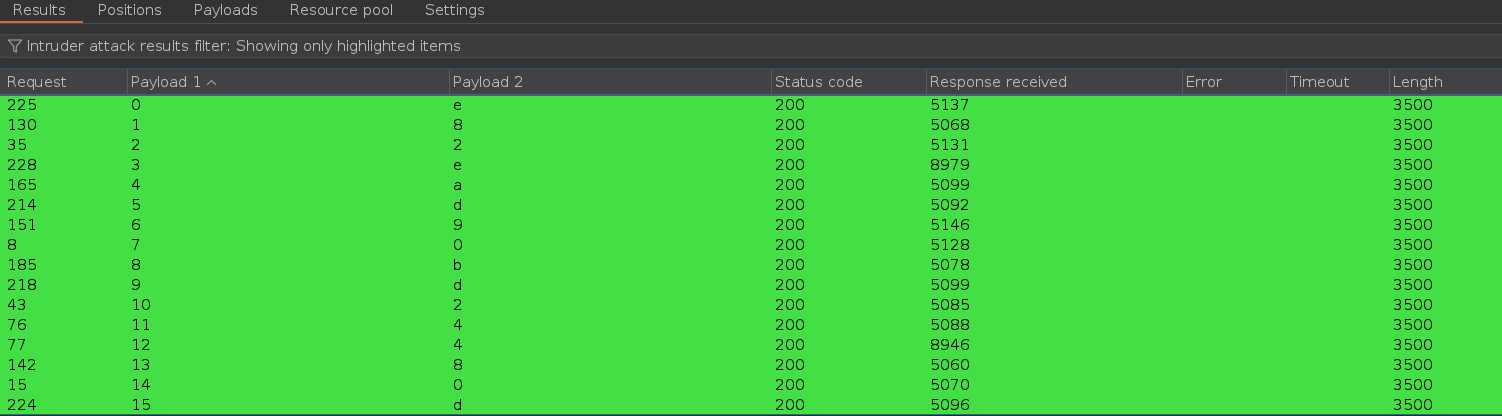 Results Positions Payloads Resource pool Settings
Intruder attack results filter: Showing only highlighted items
Request Payload 1 Payload 2 Status code Response received Error Timeout Length
225 0 e 200 5137 3500
130 1 8 200 5068 3500
35 2 2 200 5131 3500
228 3 e 200 8979 3500
165 4 a 200 5099 3500
214 5 d 200 5092 3500
151 6 9 200 5146 3500
8 7 0 200 5128 3500
185 8 b 200 5078 3500
218 9 d 200 5099 3500
43 10 2 200 5085 3500
76 11 4 200 5088 3500
77 12 4 200 8946 3500
142 13 8 200 5060 3500
15 14 0 200 5070 3500
224 15 d 200 5096 3500